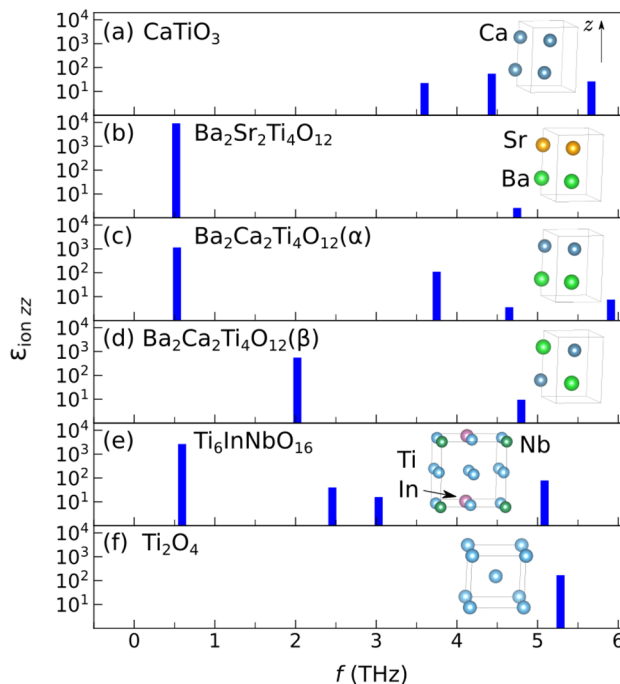 (a) CaTiO₃
Ca
z
10⁴
10³
10²
10¹
(b) Ba₂Sr₂Ti₄O₁₂
Sr
Ba
10⁴
10³
10²
10¹
(c) Ba₂Ca₂Ti₄O₁₂(α)
10⁴
10³
10²
10¹
(d) Ba₂Ca₂Ti₄O₁₂(β)
10⁴
10³
10²
10¹
(e) Ti₆InNbO₁₆
Ti
In
Nb
10⁴
10³
10²
10¹
(f) Ti₂O₄
10⁴
10³
10²
10¹
ε_ion zz
0 1 2 3 4 5 6
f (THz)